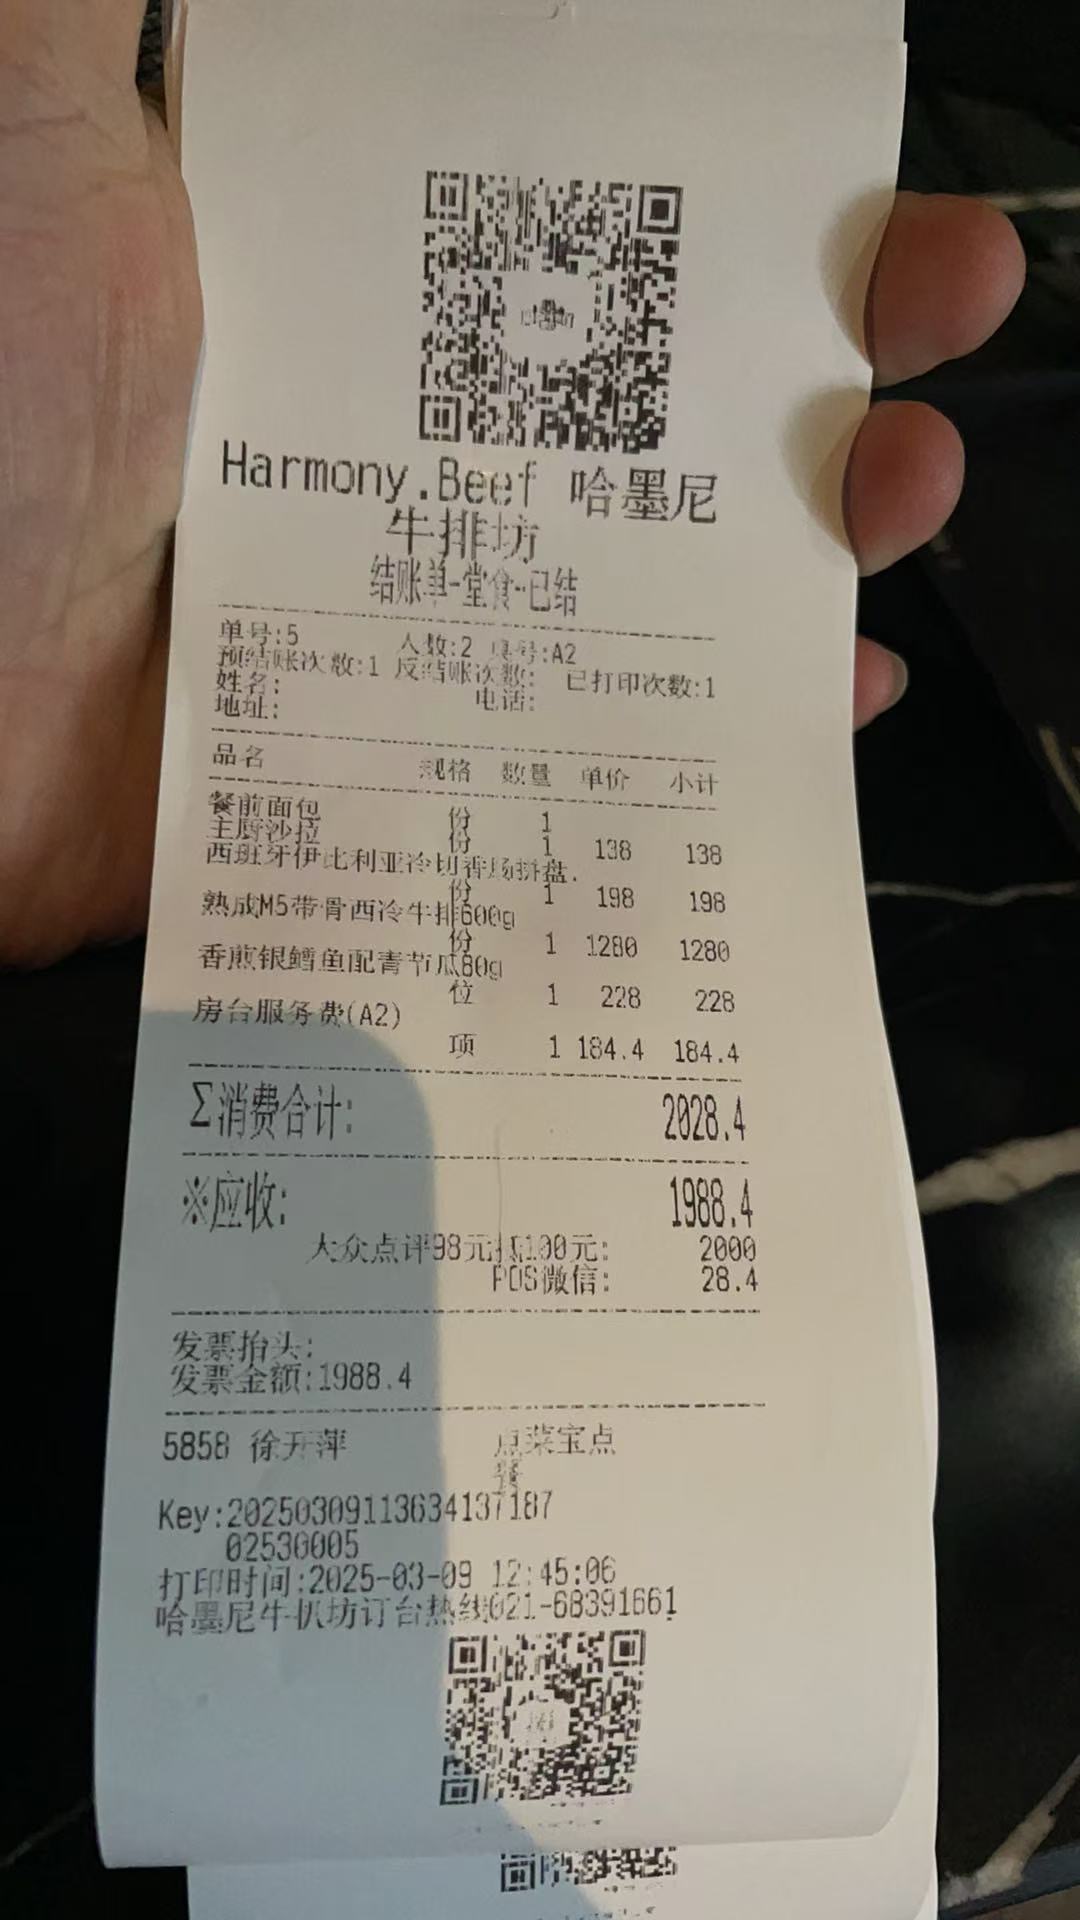 Harmony.Beef 哈墨尼
牛排坊
结账单-堂食-已结
单号:5 人数:2 桌号:A2
预结账次数:1 反结账次数: 已打印次数:1
姓名: 电话:
地址:
品名 规格 数量 单价 小计
餐前面包 份 1
主厨沙拉 份 1 138 138
西班牙伊比利亚冷切香肠拼盘.
份 1 198 198
熟成M5带骨西冷牛排600g
份 1 1280 1280
香煎银鳕鱼配青节瓜80g
位 1 228 228
房台服务费(A2)
项 1 184.4 184.4
Σ消费合计: 2028.4
※应收: 1988.4
大众点评98元抵100元: 2000
POS微信: 28.4
发票抬头:
发票金额:1988.4
5858 徐开萍 点菜宝点
餐
Key:20250309113634137187
02530005
打印时间:2025-03-09 12:45:06
哈墨尼牛扒坊订台热线021-68391661